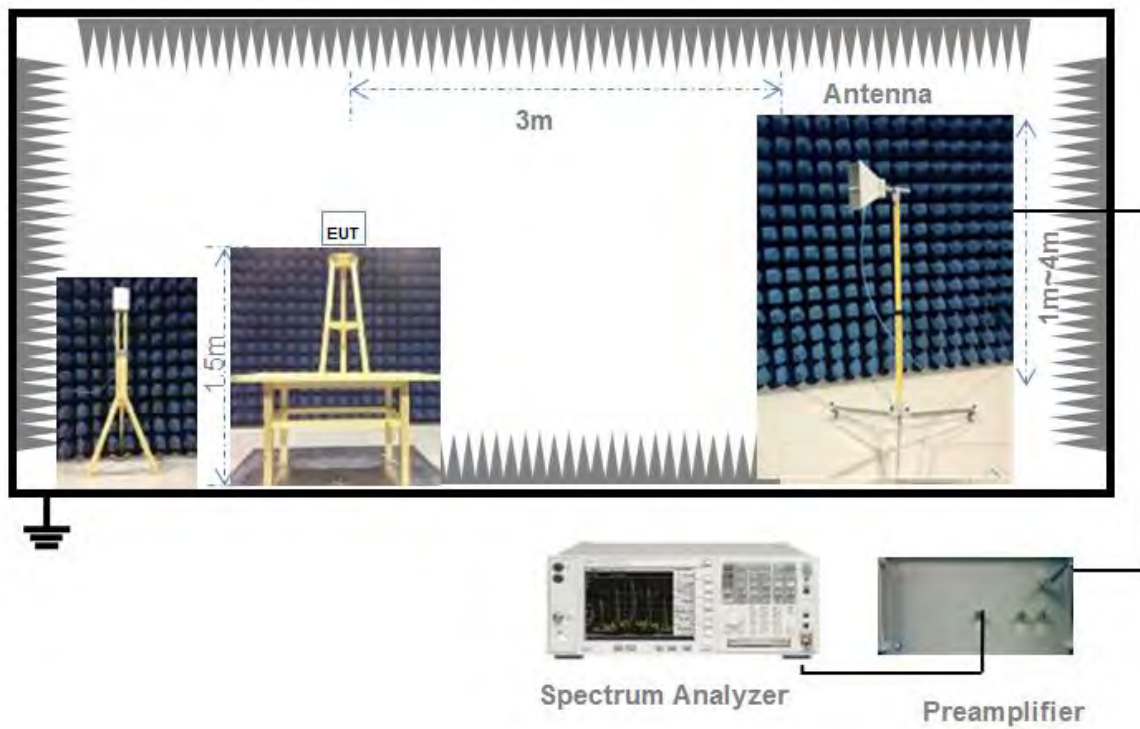 Antenna
3m
EUT
1.5m
1m~4m
Spectrum Analyzer
Preamplifier